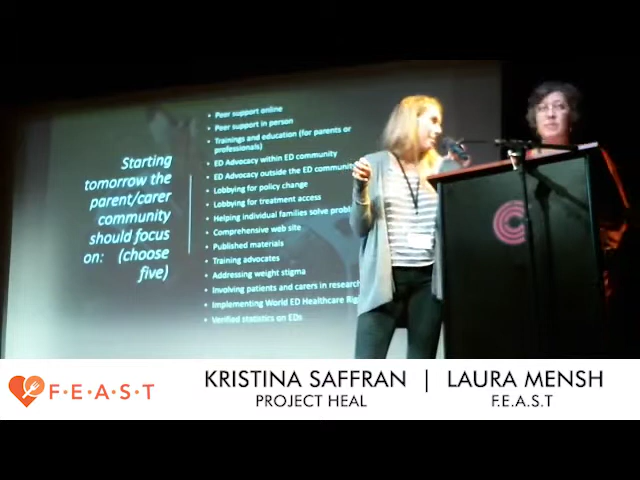 Starting
tomorrow the
parent/carer
community
should focus
on: (choose
five)
• Peer support online
• Peer support in person
• Trainings and education (for parents or
professionals)
• ED Advocacy within ED community
• ED Advocacy outside the ED community
• Lobbying for policy change
• Lobbying for treatment access
• Helping individual families solve
• Comprehensive web site
• Published materials
• Training advocates
• Addressing weight stigma
• Involving patients and carers in research
• Implementing World ED Healthcare
• Verified statistics on EDs
F·E·A·S·T
KRISTINA SAFFRAN | LAURA MENSH
PROJECT HEAL F.E.A.S.T